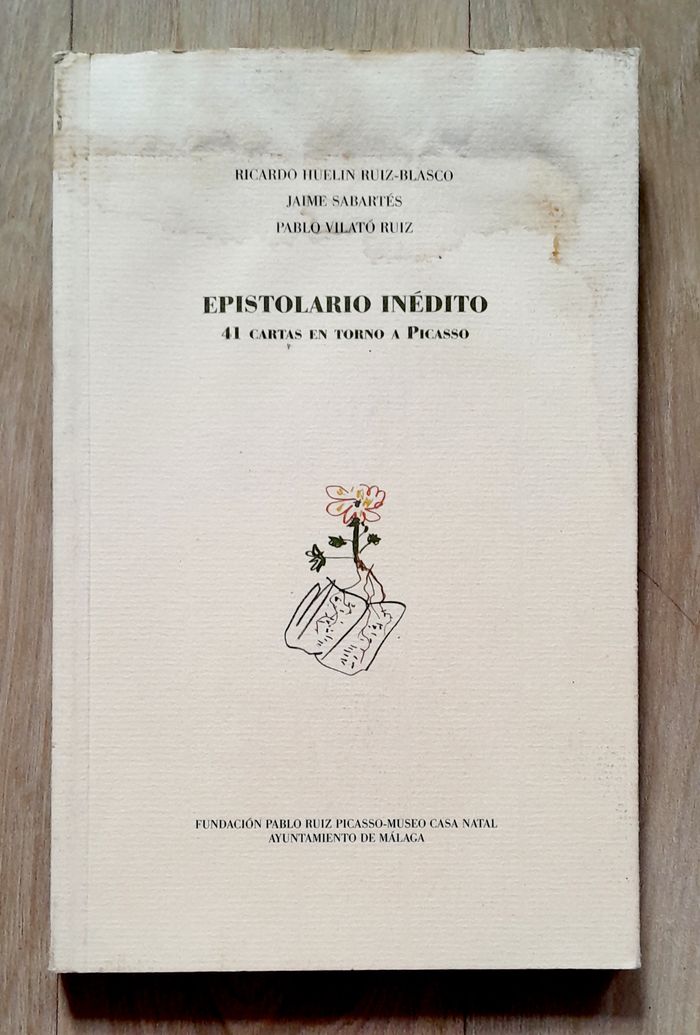 RICARDO HUELIN RUIZ-BLASCO
JAIME SABARTÉS
PABLO VILATÓ RUIZ
EPISTOLARIO INÉDITO
41 CARTAS EN TORNO A PICASSO
FUNDACIÓN PABLO RUIZ PICASSO-MUSEO CASA NATAL
AYUNTAMIENTO DE MÁLAGA